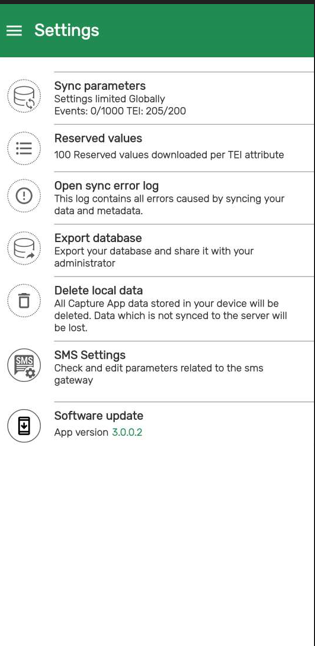 Settings
Sync parameters
Settings limited Globally
Events: 0/1000 TEI: 205/200
Reserved values
100 Reserved values downloaded per TEI attribute
Open sync error log
This log contains all errors caused by syncing your
data and metadata.
Export database
Export your database and share it with your
administrator
Delete local data
All Capture App data stored in your device will be
deleted. Data which is not synced to the server will
be lost.
SMS
SMS Settings
Check and edit parameters related to the sms
gateway
Software update
App version 3.0.0.2